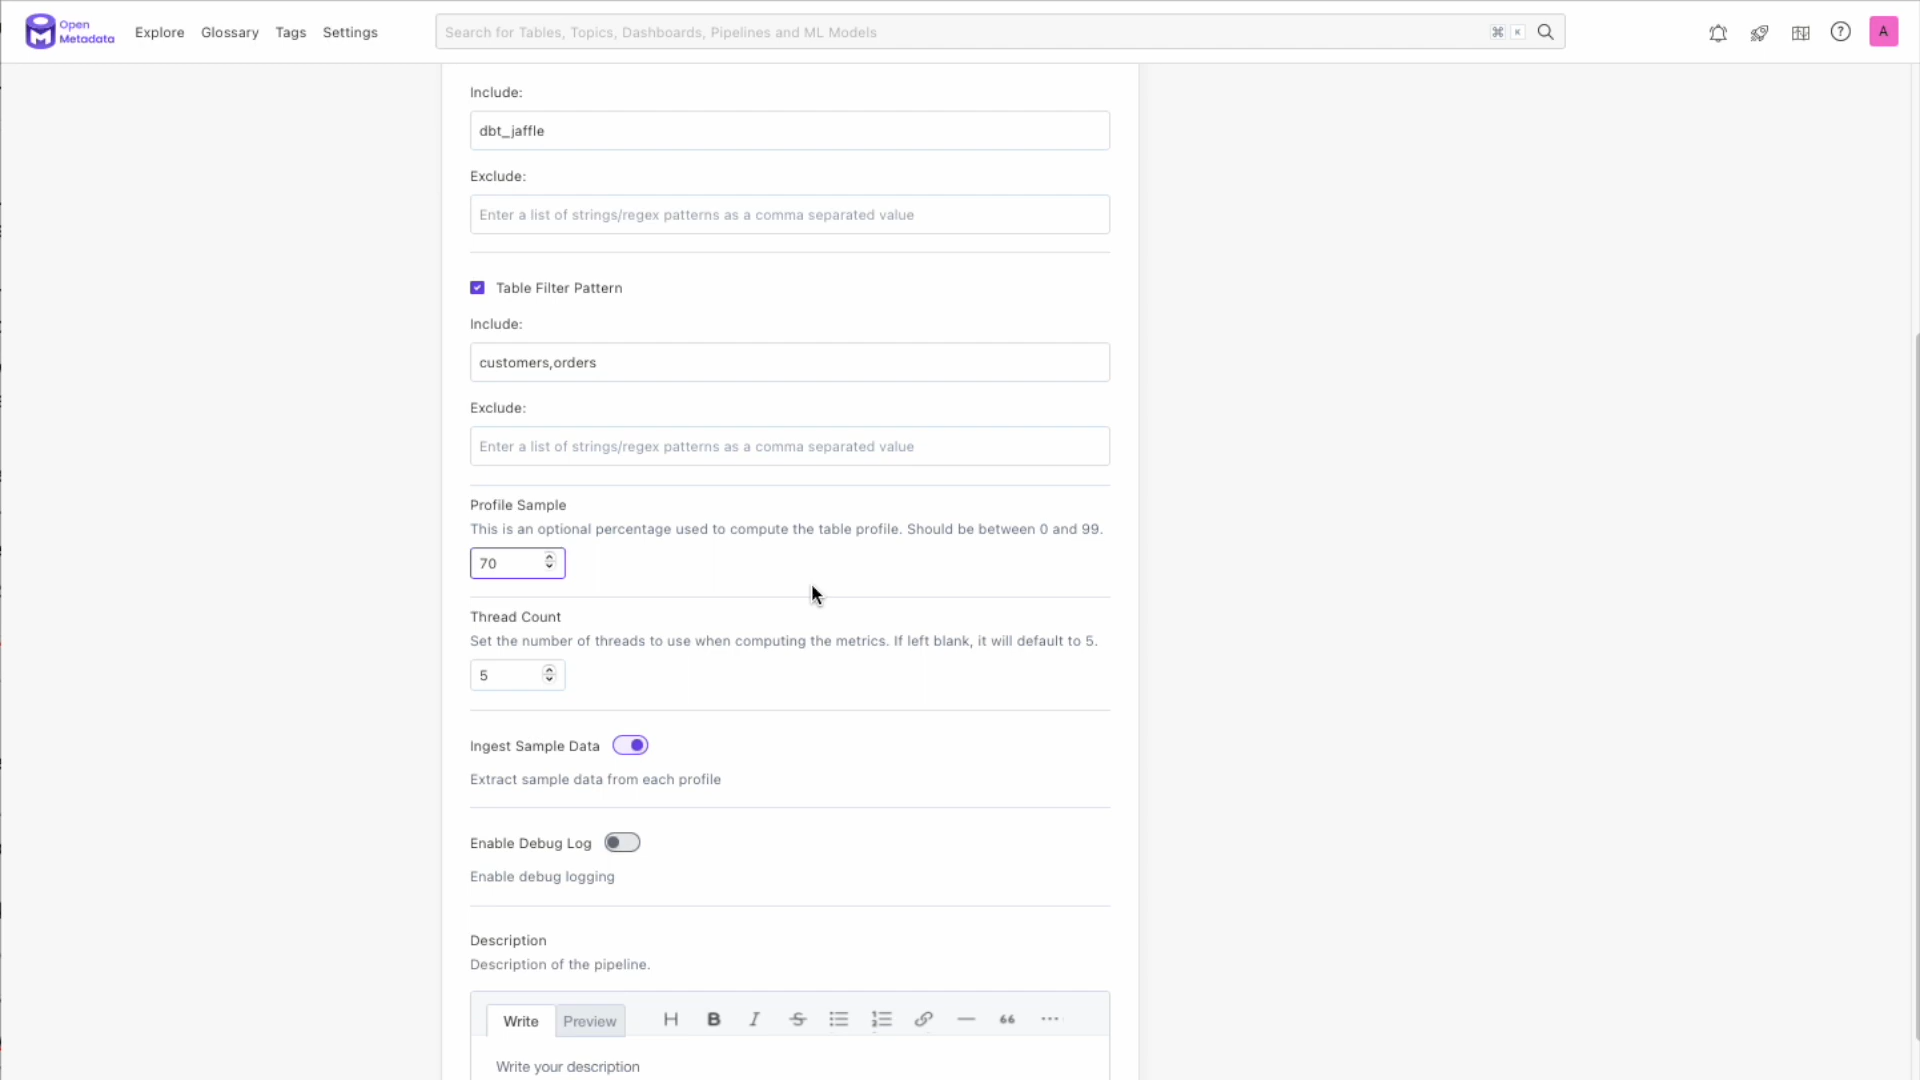 Open
Metadata
Explore Glossary Tags Settings
Search for Tables, Topics, Dashboards, Pipelines and ML Models
⌘ K
?
A
Include:
dbt_jaffle
Exclude:
Enter a list of strings/regex patterns as a comma separated value
Table Filter Pattern
Include:
customers,orders
Exclude:
Enter a list of strings/regex patterns as a comma separated value
Profile Sample
This is an optional percentage used to compute the table profile. Should be between 0 and 99.
70
Thread Count
Set the number of threads to use when computing the metrics. If left blank, it will default to 5.
5
Ingest Sample Data
Extract sample data from each profile
Enable Debug Log
Enable debug logging
Description
Description of the pipeline.
Write Preview H B I S
Write your description